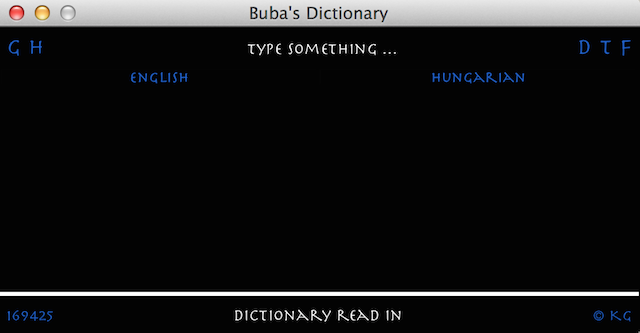 Buba's Dictionary
G H TYPE SOMETHING ... D T F
ENGLISH HUNGARIAN
169425 DICTIONARY READ IN © KG